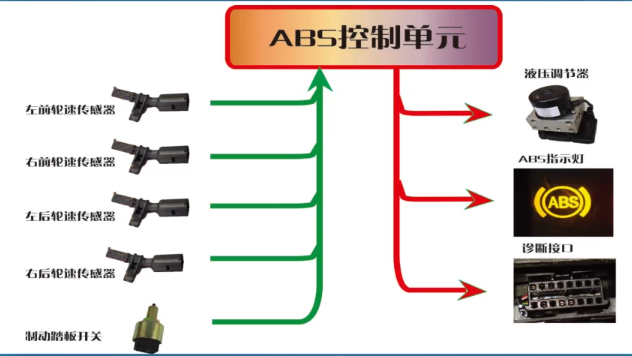 ABS控制单元
左前轮速传感器
右前轮速传感器
左后轮速传感器
右后轮速传感器
制动踏板开关
液压调节器
ABS指示灯
ABS
诊断接口